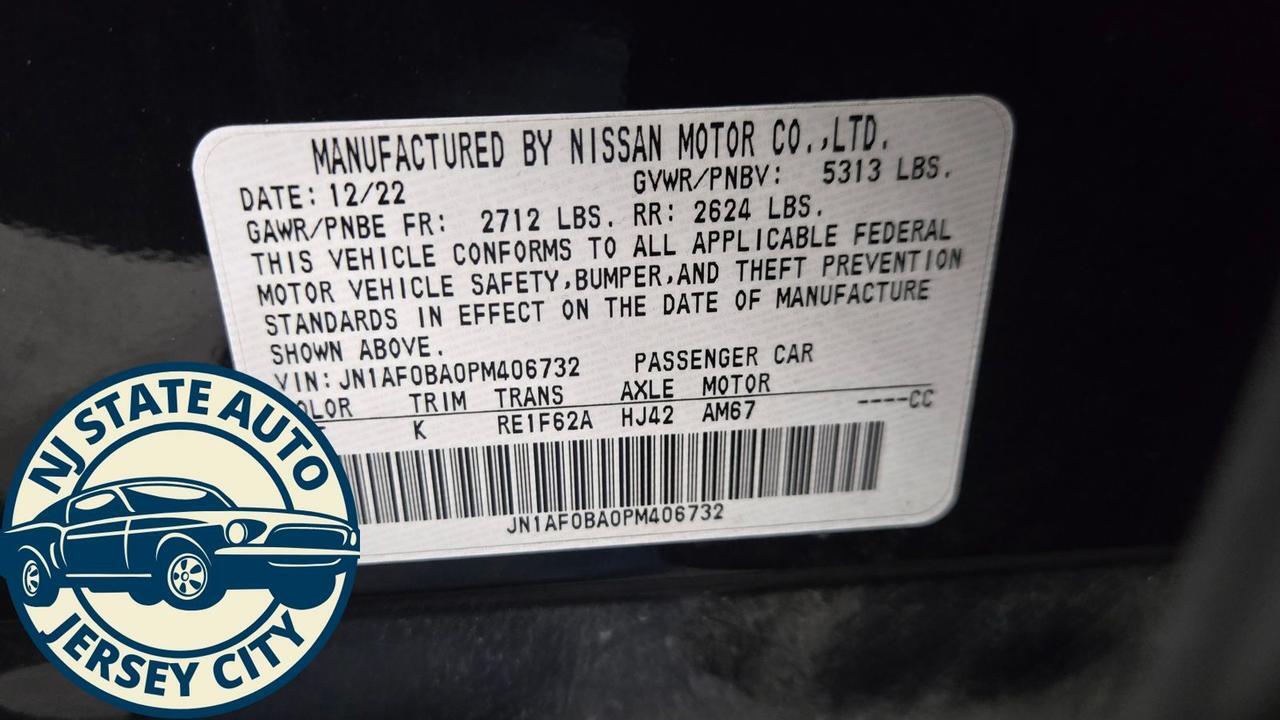 MANUFACTURED BY NISSAN MOTOR CO.,LTD.
DATE: 12/22 GVWR/PNBV: 5313 LBS.
GAWR/PNBE FR: 2712 LBS. RR: 2624 LBS.
THIS VEHICLE CONFORMS TO ALL APPLICABLE FEDERAL
MOTOR VEHICLE SAFETY,BUMPER,AND THEFT PREVENTION
STANDARDS IN EFFECT ON THE DATE OF MANUFACTURE
SHOWN ABOVE.
VIN: JN1AF0BA0PM406732 PASSENGER CAR
OLOR TRIM TRANS AXLE MOTOR
K RE1F62A HJ42 AM67 ----CC
JN1AF0BA0PM406732
NJ STATE AUTO
JERSEY CITY